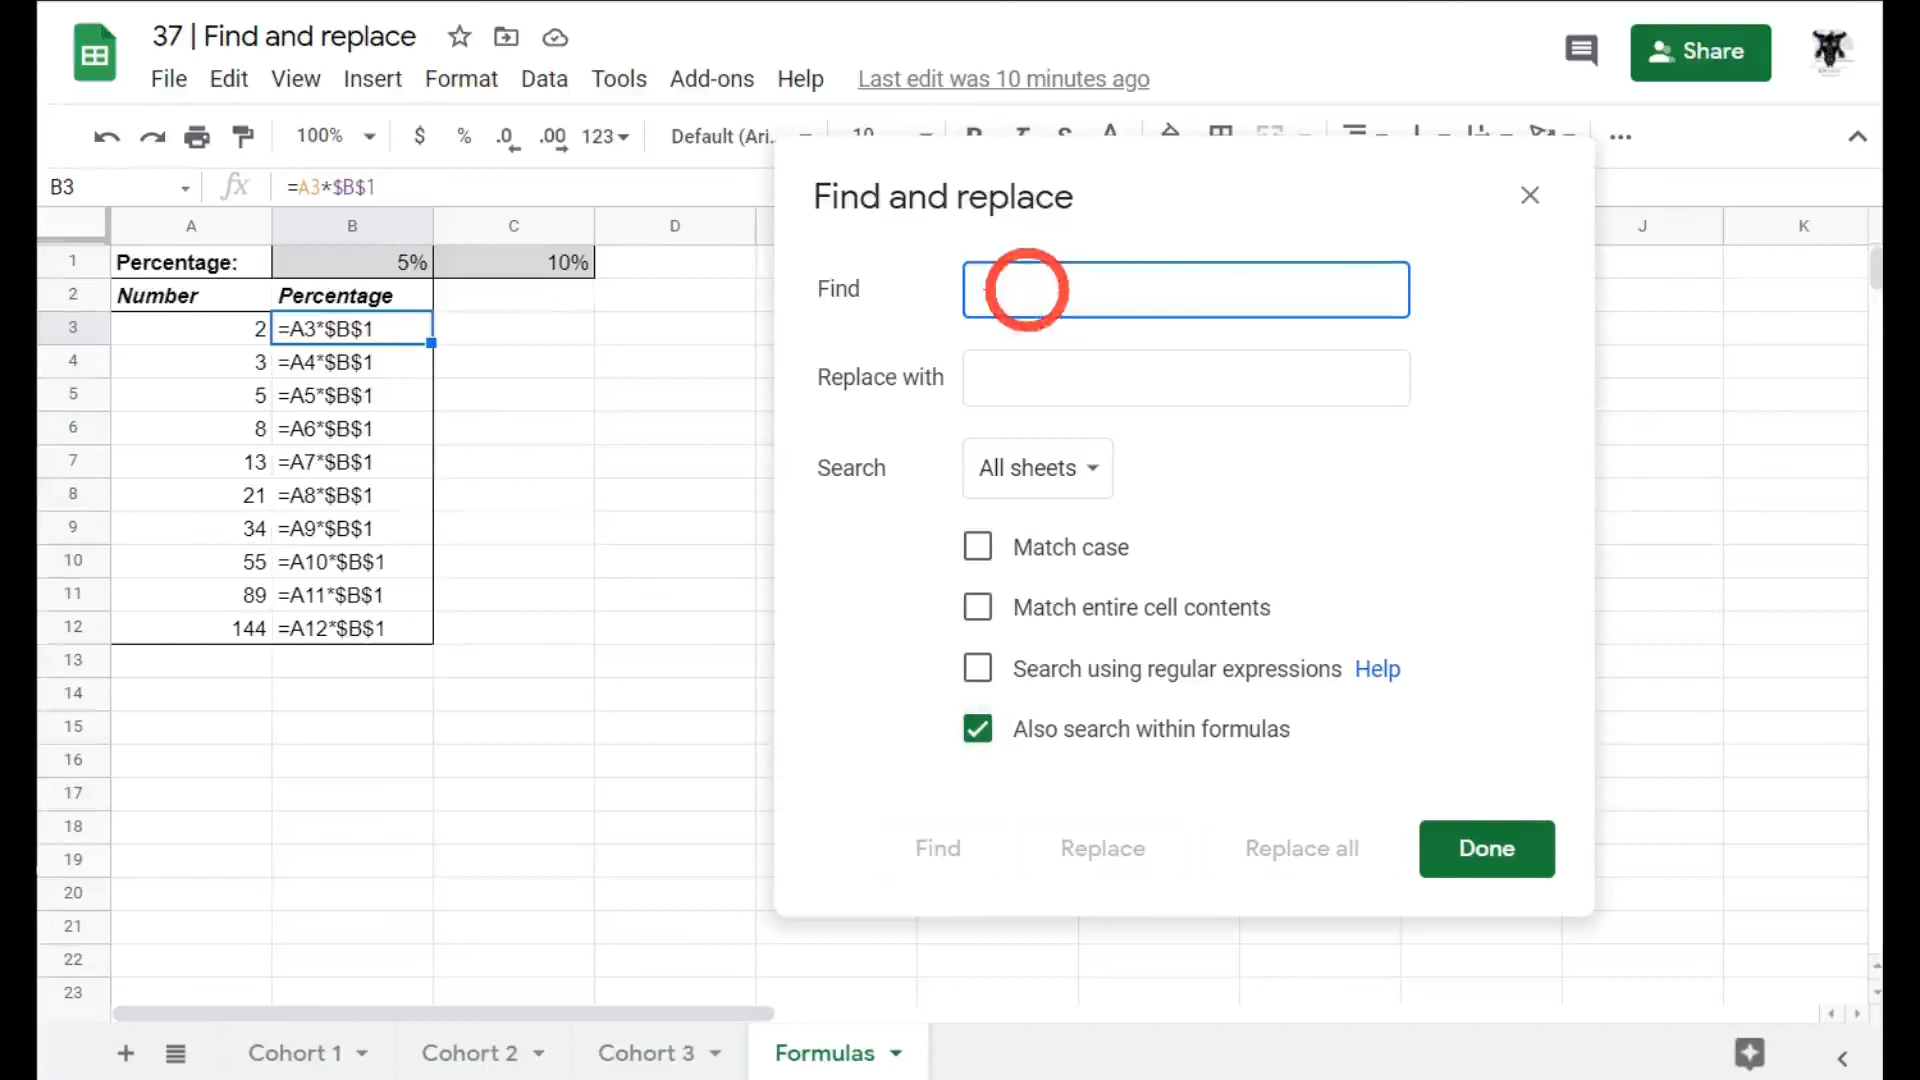 37 | Find and replace
File Edit View Insert Format Data Tools Add-ons Help Last edit was 10 minutes ago
Share
100% $ % .0 .00 123 Default (Ari... 10
B3 fx =A3*$B$1
A B C D J K
1 Percentage: 5% 10%
2 Number Percentage
3 2 =A3*$B$1
4 3 =A4*$B$1
5 5 =A5*$B$1
6 8 =A6*$B$1
7 13 =A7*$B$1
8 21 =A8*$B$1
9 34 =A9*$B$1
10 55 =A10*$B$1
11 89 =A11*$B$1
12 144 =A12*$B$1
13
14
15
16
17
18
19
20
21
22
23
Find and replace
Find
Replace with
Search All sheets
Match case
Match entire cell contents
Search using regular expressions Help
Also search within formulas
Find Replace Replace all Done
Cohort 1 Cohort 2 Cohort 3 Formulas